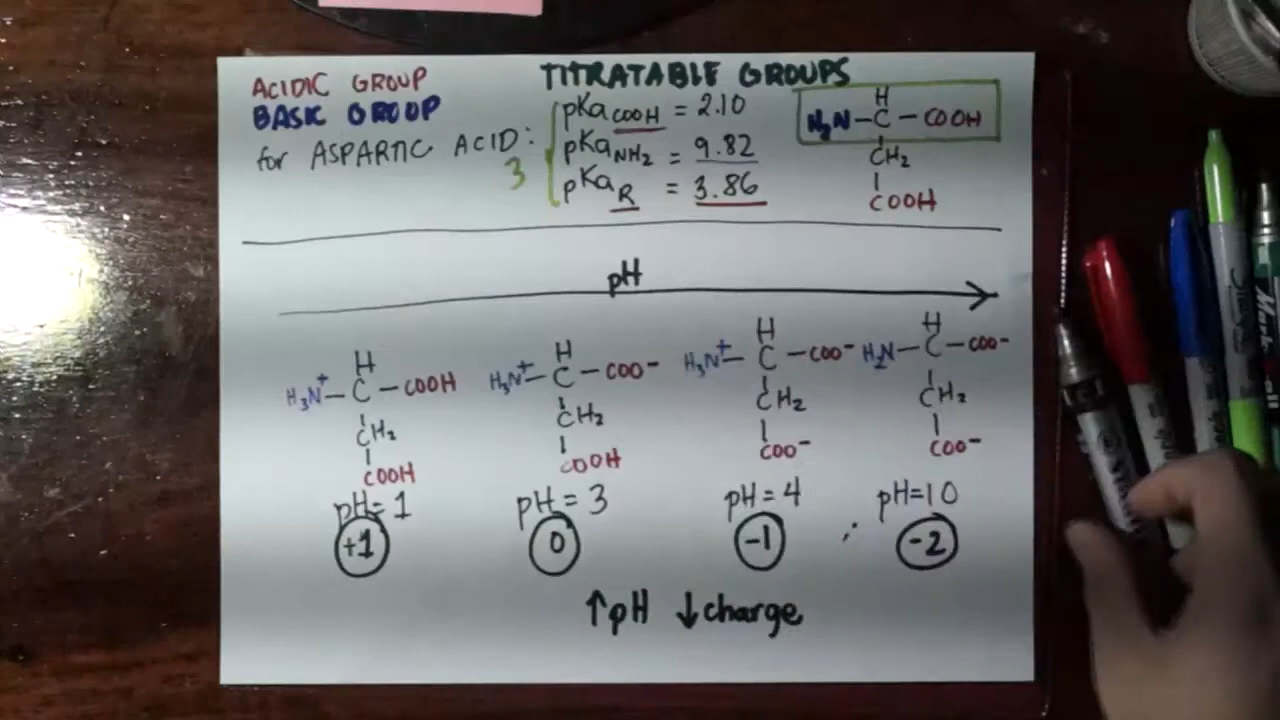 TITRATABLE GROUPS
ACIDIC GROUP
BASIC GROUP
for ASPARTIC ACID:
3
pKa COOH = 2.10
pKa NH₂ = 9.82
pKa R = 3.86
H
H₂N-C-COOH
CH₂
COOH
pH
H
H₃N⁺-C-COOH
CH₂
COOH
pH=1
+1
H
H₃N⁺-C-COO⁻
CH₂
COOH
pH=3
0
H
H₃N⁺-C-COO⁻
CH₂
COO⁻
pH=4
-1
H
H₂N-C-COO⁻
CH₂
COO⁻
pH=10
-2
↑pH ↓charge